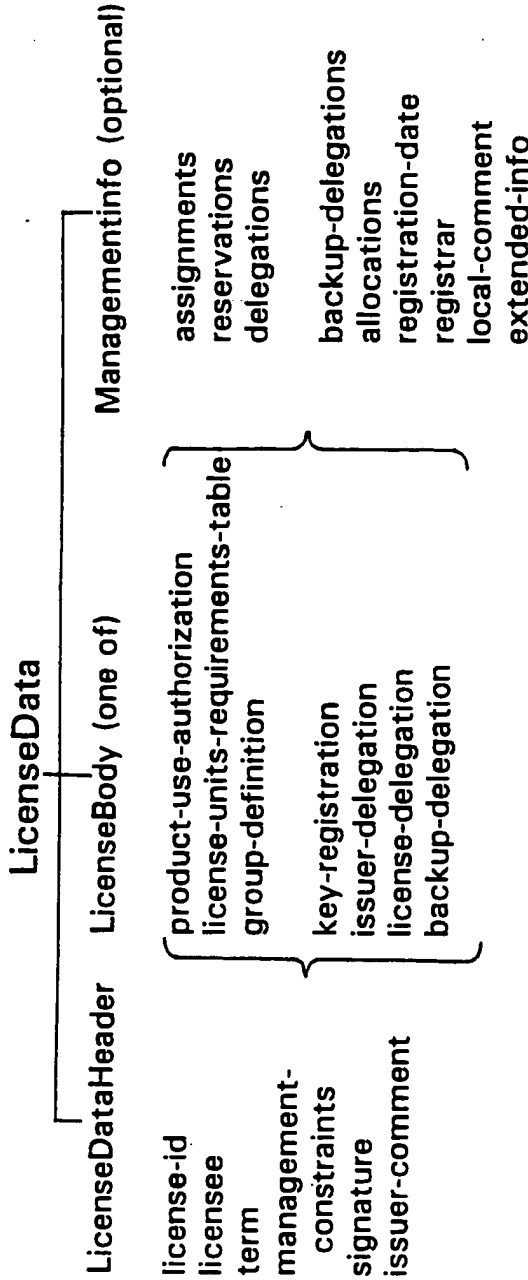 LicenseData
LicenseDataHeader
license-id
licensee
term
management-
constraints
signature
issuer-comment
LicenseBody (one of)
product-use-authorization
license-units-requirements-table
group-definition
key-registration
issuer-delegation
license-delegation
backup-delegation
Managementinfo (optional)
assignments
reservations
delegations
backup-delegations
allocations
registration-date
registrar
local-comment
extended-info